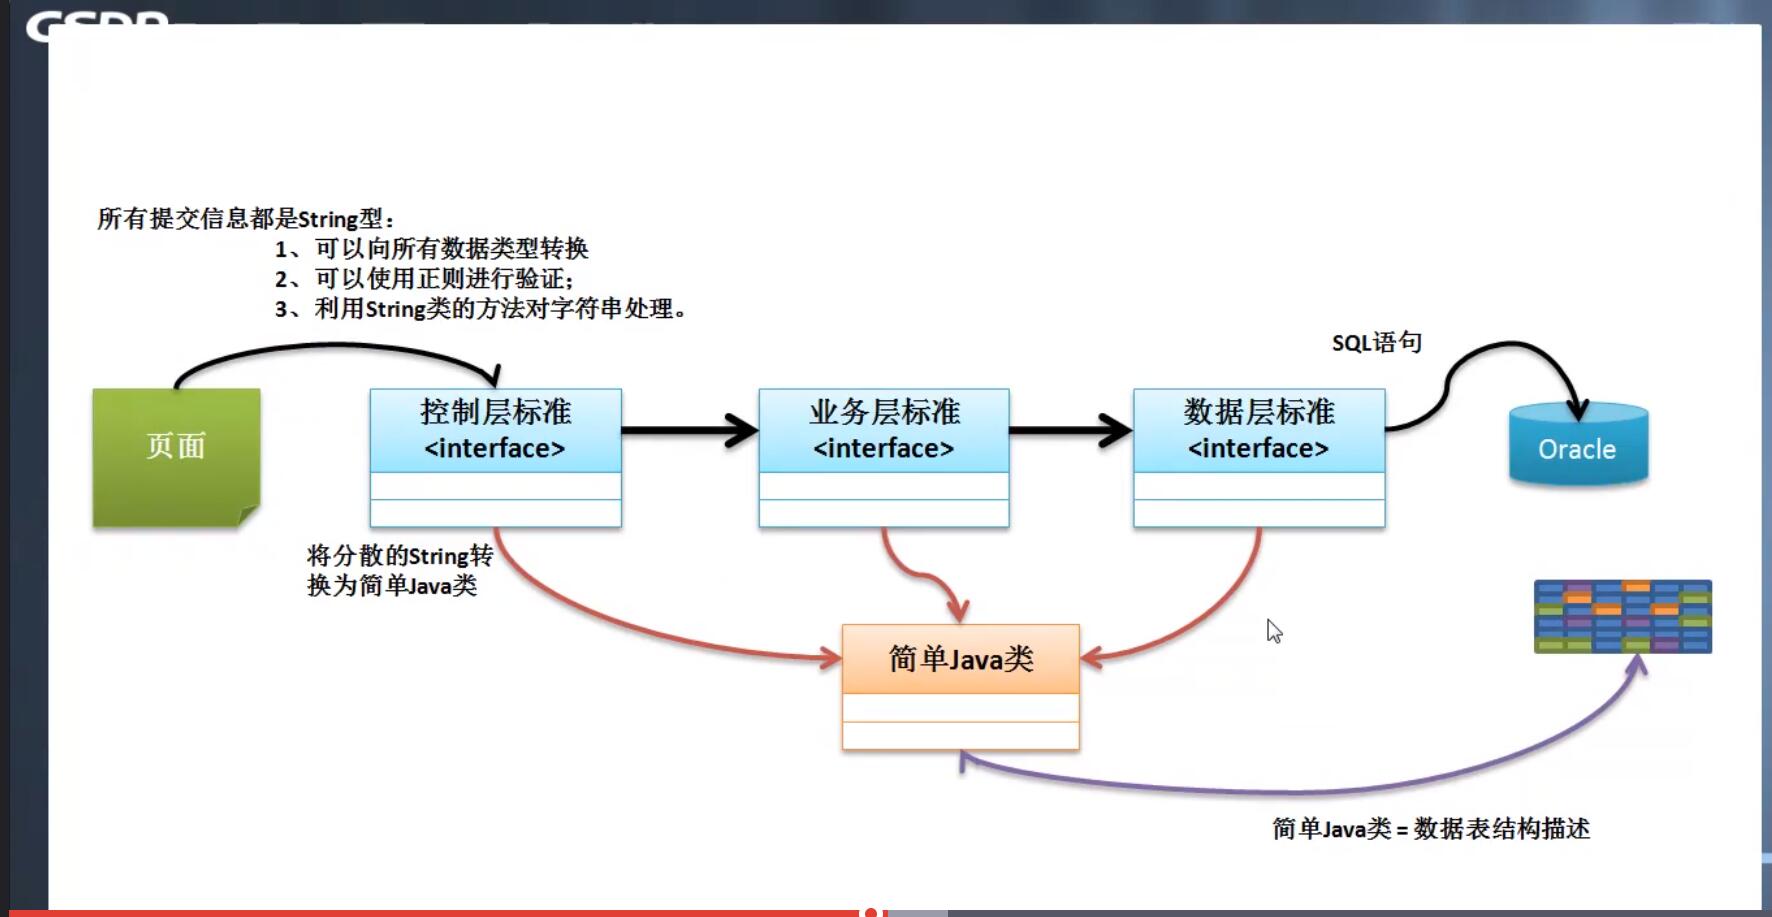 所有提交信息都是String型：
1、可以向所有数据类型转换
2、可以使用正则进行验证；
3、利用String类的方法对字符串处理。
SQL语句
页面
控制层标准
<interface>
业务层标准
<interface>
数据层标准
<interface>
Oracle
将分散的String转
换为简单Java类
简单Java类
简单Java类 = 数据表结构描述